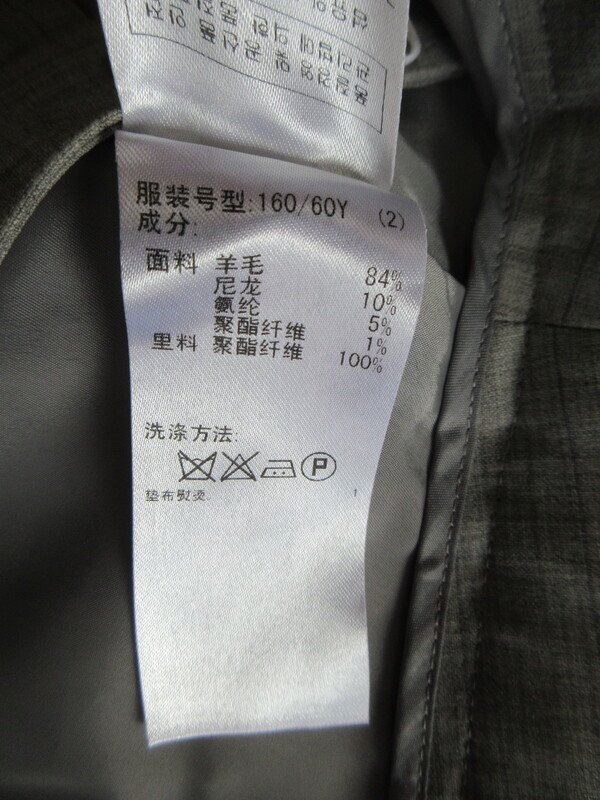 服装号型:160/60Y (2)
成分:
面料 羊毛 84%
尼龙 10%
氨纶 5%
聚酯纤维 1%
里料 聚酯纤维 100%
洗涤方法:
P
垫布熨烫 1